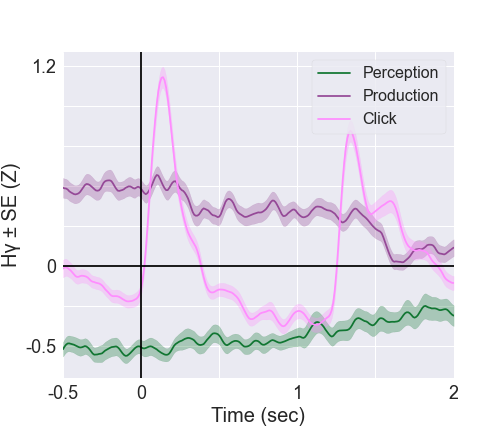 1.2
0
-0.5
Hγ ± SE (Z)
Perception
Production
Click
-0.5
0
1
2
Time (sec)